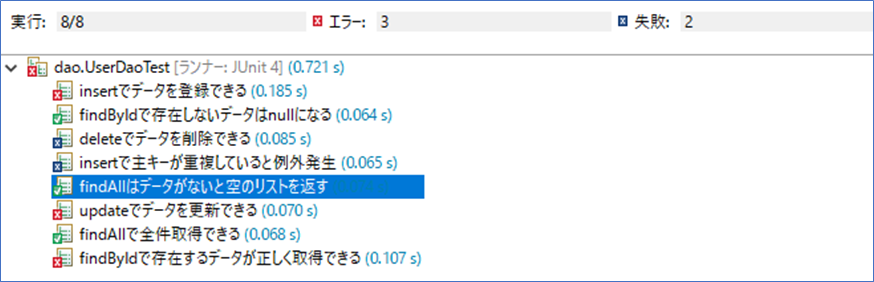 実行: 8/8 エラー: 3 失敗: 2
dao.UserDaoTest [ランナー: JUnit 4] (0.721 s)
insertでデータを登録できる (0.185 s)
findByIdで存在しないデータはnullになる (0.064 s)
deleteでデータを削除できる (0.085 s)
insertで主キーが重複していると例外発生 (0.065 s)
findAllはデータがないと空のリストを返す
updateでデータを更新できる (0.070 s)
findAllで全件取得できる (0.068 s)
findByIdで存在するデータが正しく取得できる (0.107 s)